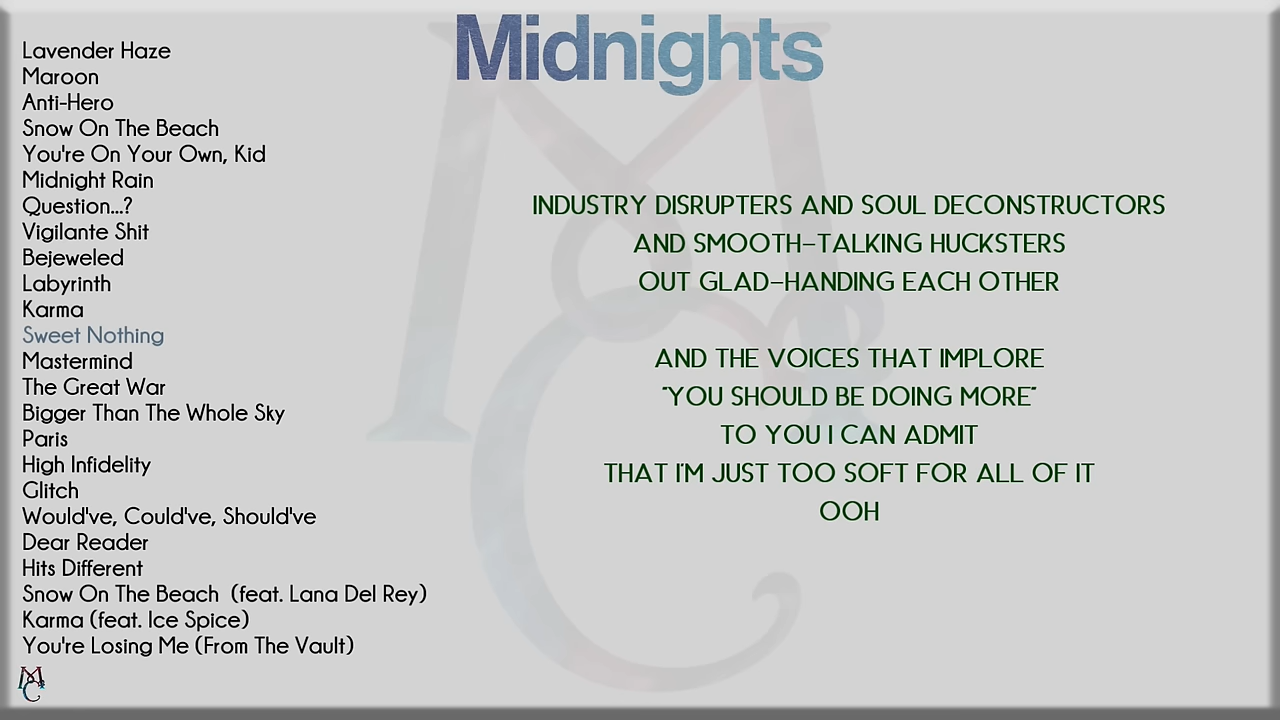 Midnights
Lavender Haze
Maroon
Anti-Hero
Snow On The Beach
You're On Your Own, Kid
Midnight Rain
Question...?
Vigilante Shit
Bejeweled
Labyrinth
Karma
Sweet Nothing
Mastermind
The Great War
Bigger Than The Whole Sky
Paris
High Infidelity
Glitch
Would've, Could've, Should've
Dear Reader
Hits Different
Snow On The Beach (feat. Lana Del Rey)
Karma (feat. Ice Spice)
You're Losing Me (From The Vault)
INDUSTRY DISRUPTERS AND SOUL DECONSTRUCTORS
AND SMOOTH-TALKING HUCKSTERS
OUT GLAD-HANDING EACH OTHER
AND THE VOICES THAT IMPLORE
"YOU SHOULD BE DOING MORE"
TO YOU I CAN ADMIT
THAT I'M JUST TOO SOFT FOR ALL OF IT
OOH